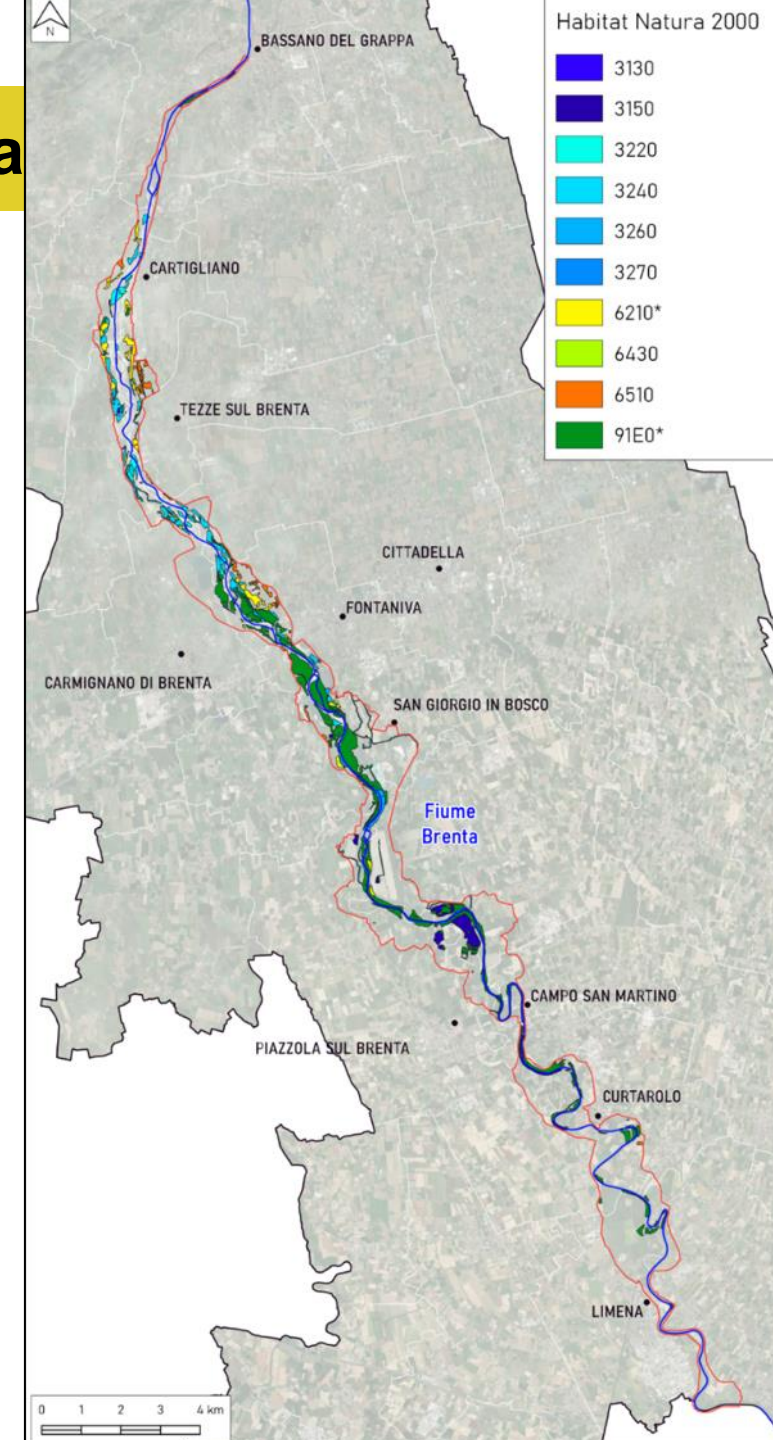 N
a
BASSANO DEL GRAPPA
CARTIGLIANO
TEZZE SUL BRENTA
CITTADELLA
FONTANIVA
CARMIGNANO DI BRENTA
SAN GIORGIO IN BOSCO
Fiume
Brenta
CAMPO SAN MARTINO
PIAZZOLA SUL BRENTA
CURTAROLO
LIMENA
0 1 2 3 4 km
Habitat Natura 2000
3130
3150
3220
3240
3260
3270
6210*
6430
6510
91E0*